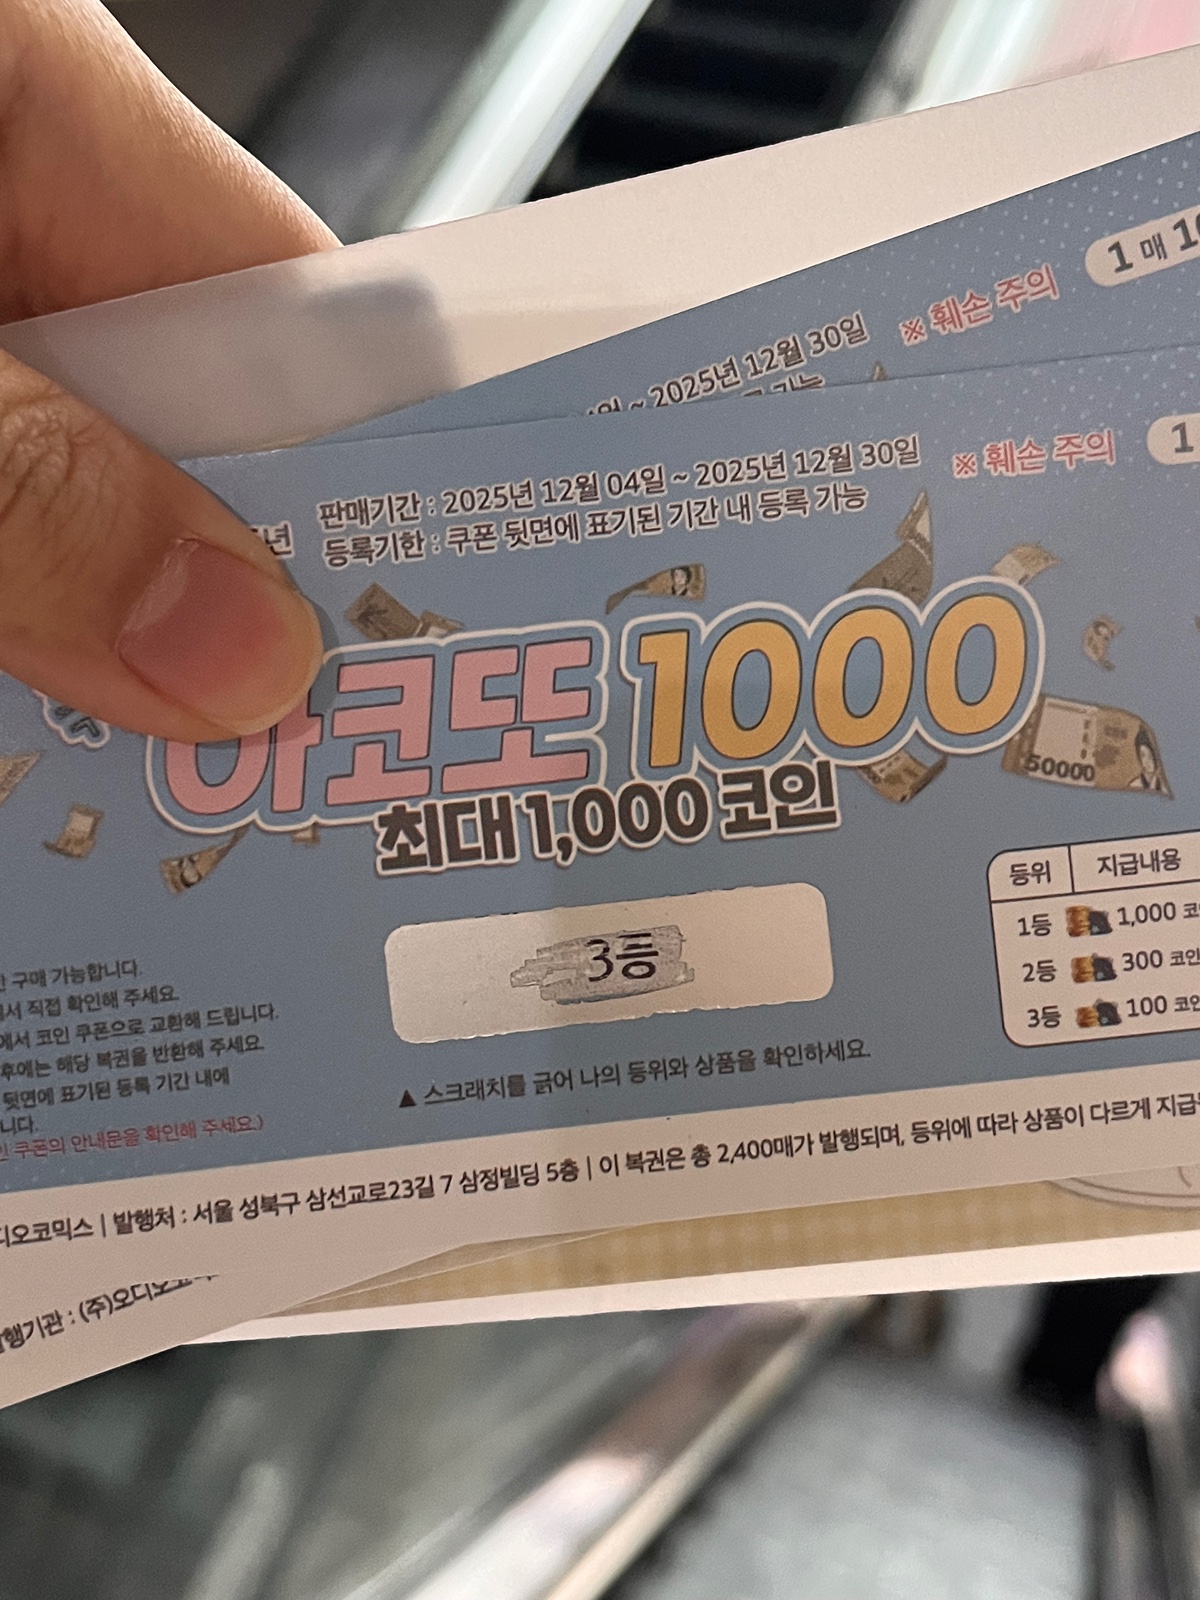 1 매
※ 훼손 주의
~ 2025년 12월 30일
가능
※ 훼손 주의
1
년
판매기간 : 2025년 12월 04일 ~ 2025년 12월 30일
등록기한 : 쿠폰 뒷면에 표기된 기간 내 등록 가능
아코또 1000
최대 1,000 코인
50000
3등
▲ 스크래치를 긁어 나의 등위와 상품을 확인하세요.
등위 지급내용
1등 1,000 코
2등 300 코인
3등 100 코인
구매 가능합니다.
서 직접 확인해 주세요.
에서 코인 쿠폰으로 교환해 드립니다.
후에는 해당 복권을 반환해 주세요.
뒷면에 표기된 등록 기간 내에
니다.
인 쿠폰의 안내문을 확인해 주세요.)
디오코믹스 | 발행처 : 서울 성북구 삼선교로23길 7 삼정빌딩 5층 | 이 복권은 총 2,400매가 발행되며, 등위에 따라 상품이 다르게 지급
발행기관 : (주)오디오코